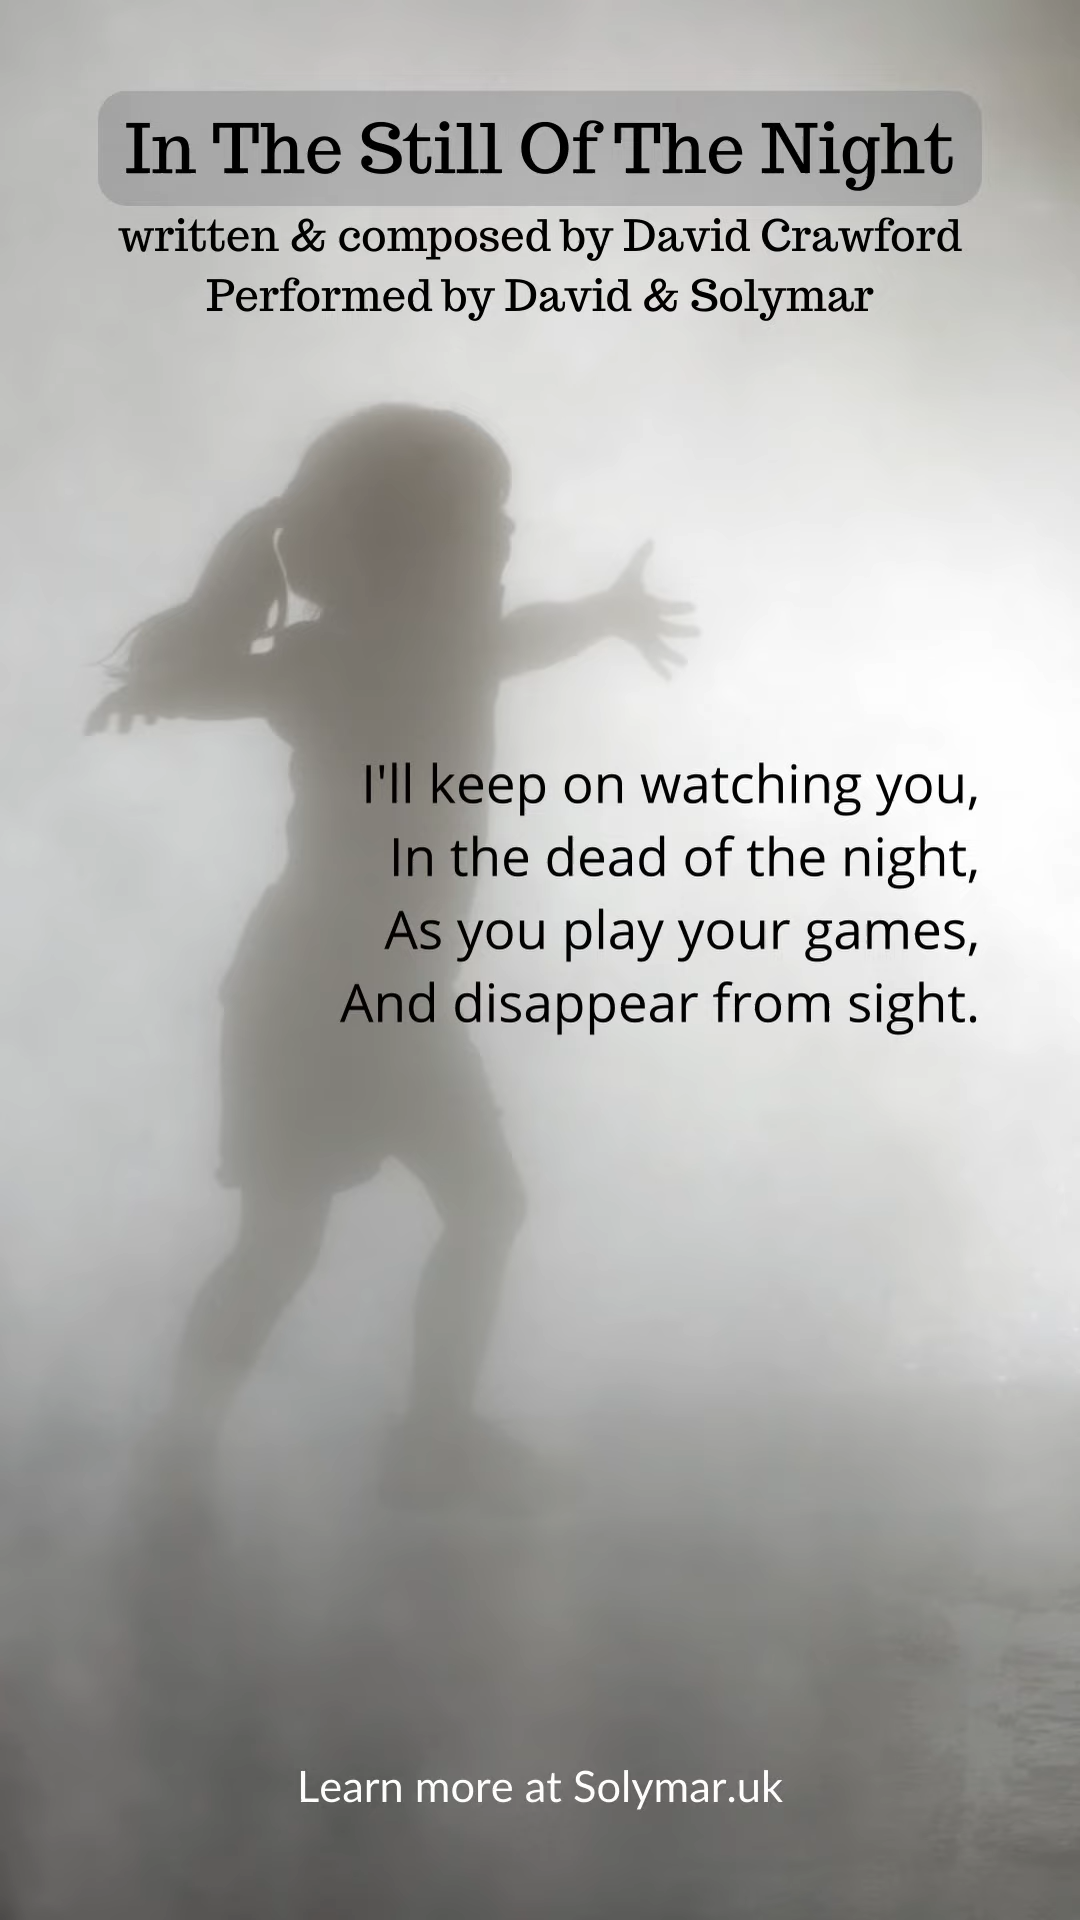 In The Still Of The Night
written & composed by David Crawford
Performed by David & Solymar
I'll keep on watching you,
In the dead of the night,
As you play your games,
And disappear from sight.
Learn more at Solymar.uk